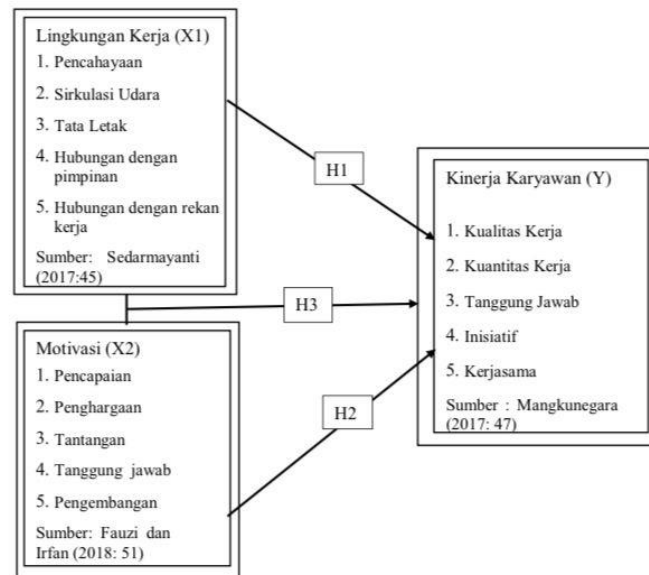 Lingkungan Kerja (X1)
1. Pencahayaan
2. Sirkulasi Udara
3. Tata Letak
4. Hubungan dengan
pimpinan
5. Hubungan dengan rekan
kerja
Sumber: Sedarmayanti
(2017:45)
H1
H3
Motivasi (X2)
1. Pencapaian
2. Penghargaan
3. Tantangan
4. Tanggung jawab
5. Pengembangan
Sumber: Fauzi dan
Irfan (2018: 51)
H2
Kinerja Karyawan (Y)
1. Kualitas Kerja
2. Kuantitas Kerja
3. Tanggung Jawab
4. Inisiatif
5. Kerjasama
Sumber : Mangkunegara
(2017: 47)